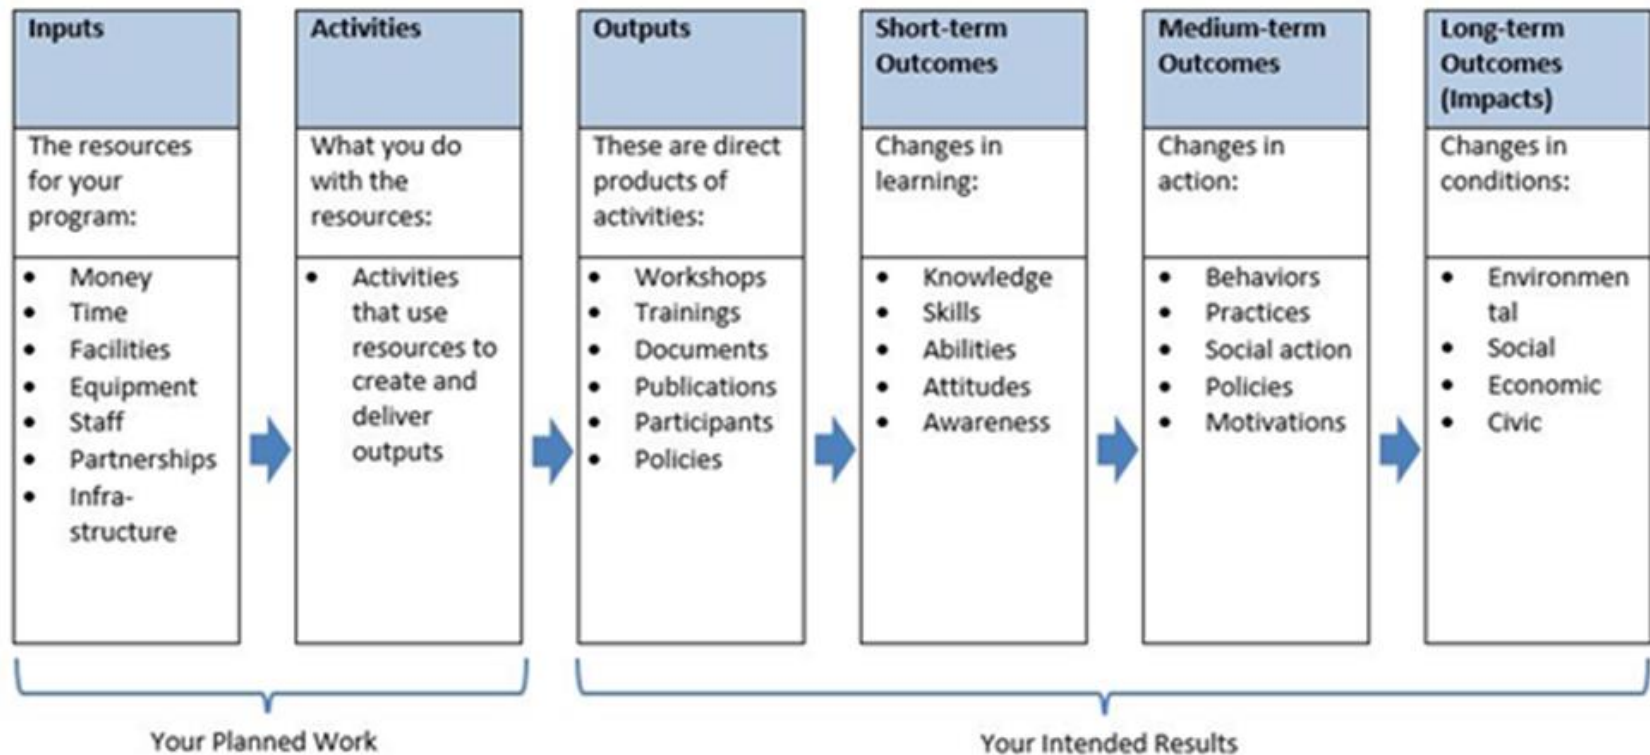 Inputs
The resources
for your
program:
• Money
• Time
• Facilities
• Equipment
• Staff
• Partnerships
• Infra-
structure
Activities
What you do
with the
resources:
• Activities
that use
resources to
create and
deliver
outputs
Outputs
These are direct
products of
activities:
• Workshops
• Trainings
• Documents
• Publications
• Participants
• Policies
Short-term
Outcomes
Changes in
learning:
• Knowledge
• Skills
• Abilities
• Attitudes
• Awareness
Medium-term
Outcomes
Changes in
action:
• Behaviors
• Practices
• Social action
• Policies
• Motivations
Long-term
Outcomes
(Impacts)
Changes in
conditions:
• Environmen
tal
• Social
• Economic
• Civic
Your Planned Work
Your Intended Results